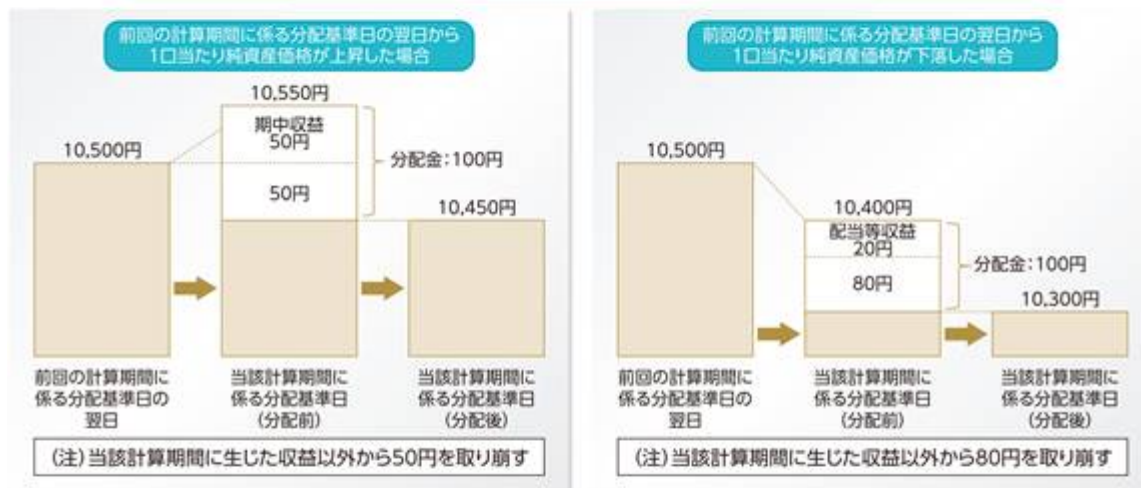 前回の計算期間に係る分配基準日の翌日から
1口当たり純資産価格が上昇した場合
10,550円
期中収益
50円
10,500円
分配金:100円
50円
10,450円
前回の計算期間に
係る分配基準日の
翌日
当該計算期間に
係る分配基準日
(分配前)
当該計算期間に
係る分配基準日
(分配後)
(注)当該計算期間に生じた収益以外から50円を取り崩す
前回の計算期間に係る分配基準日の翌日から
1口当たり純資産価格が下落した場合
10,500円
10,400円
配当等収益
20円
分配金:100円
80円
10,300円
前回の計算期間に
係る分配基準日の
翌日
当該計算期間に
係る分配基準日
(分配前)
当該計算期間に
係る分配基準日
(分配後)
(注)当該計算期間に生じた収益以外から80円を取り崩す